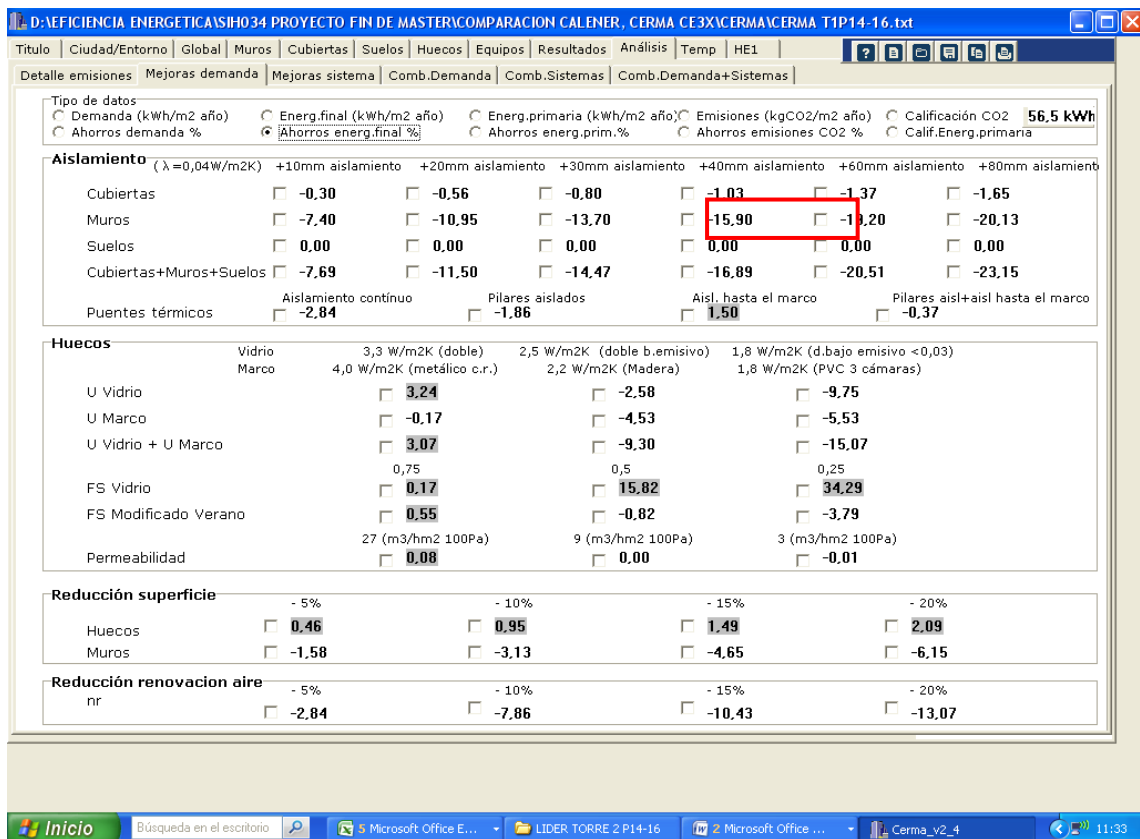 D:\EFICIENCIA ENERGETICA\SIH034 PROYECTO FIN DE MASTER\COMPARACION CALENER, CERMA CE3X\CERMA\CERMA T1P14-16.txt
Titulo Ciudad/Entorno Global Muros Cubiertas Suelos Huecos Equipos Resultados Análisis Temp HE1
Detalle emisiones Mejoras demanda Mejoras sistema Comb.Demanda Comb.Sistemas Comb.Demanda+Sistemas
Tipo de datos
Demanda (kWh/m2 año) Energ.final (kWh/m2 año) Energ.primaria (kWh/m2 año) Emisiones (kgCO2/m2 año) Calificación CO2 56,5 kWh
Ahorros demanda % Ahorros energ.final % Ahorros energ.prim.% Ahorros emisiones CO2 % Calif.Energ.primaria
Aislamiento (λ=0,04W/m2K) +10mm aislamiento +20mm aislamiento +30mm aislamiento +40mm aislamiento +60mm aislamiento +80mm aislamient
Cubiertas -0,30 -0,56 -0,80 -1,03 -1,37 -1,65
Muros -7,40 -10,95 -13,70 -15,90 -19,20 -20,13
Suelos 0,00 0,00 0,00 0,00 0,00 0,00
Cubiertas+Muros+Suelos -7,69 -11,50 -14,47 -16,89 -20,51 -23,15
Aislamiento contínuo Pilares aislados Aisl. hasta el marco Pilares aisl+aisl hasta el marco
Puentes térmicos -2,84 -1,86 1,50 -0,37
Huecos
Vidrio 3,3 W/m2K (doble) 2,5 W/m2K (doble b.emisivo) 1,8 W/m2K (d.bajo emisivo <0,03)
Marco 4,0 W/m2K (metálico c.r.) 2,2 W/m2K (Madera) 1,8 W/m2K (PVC 3 cámaras)
U Vidrio 3,24 -2,58 -9,75
U Marco -0,17 -4,53 -5,53
U Vidrio + U Marco 3,07 -9,30 -15,07
0,75 0,5 0,25
FS Vidrio 0,17 15,82 34,29
FS Modificado Verano 0,55 -0,82 -3,79
27 (m3/hm2 100Pa) 9 (m3/hm2 100Pa) 3 (m3/hm2 100Pa)
Permeabilidad 0,08 0,00 -0,01
Reducción superficie
- 5% - 10% - 15% - 20%
Huecos 0,46 0,95 1,49 2,09
Muros -1,58 -3,13 -4,65 -6,15
Reducción renovacion aire
- 5% - 10% - 15% - 20%
nr -2,84 -7,86 -10,43 -13,07
Inicio Búsqueda en el escritorio 5 Microsoft Office E... LIDER TORRE 2 P14-16 2 Microsoft Office ... Cerma_v2_4 11:33